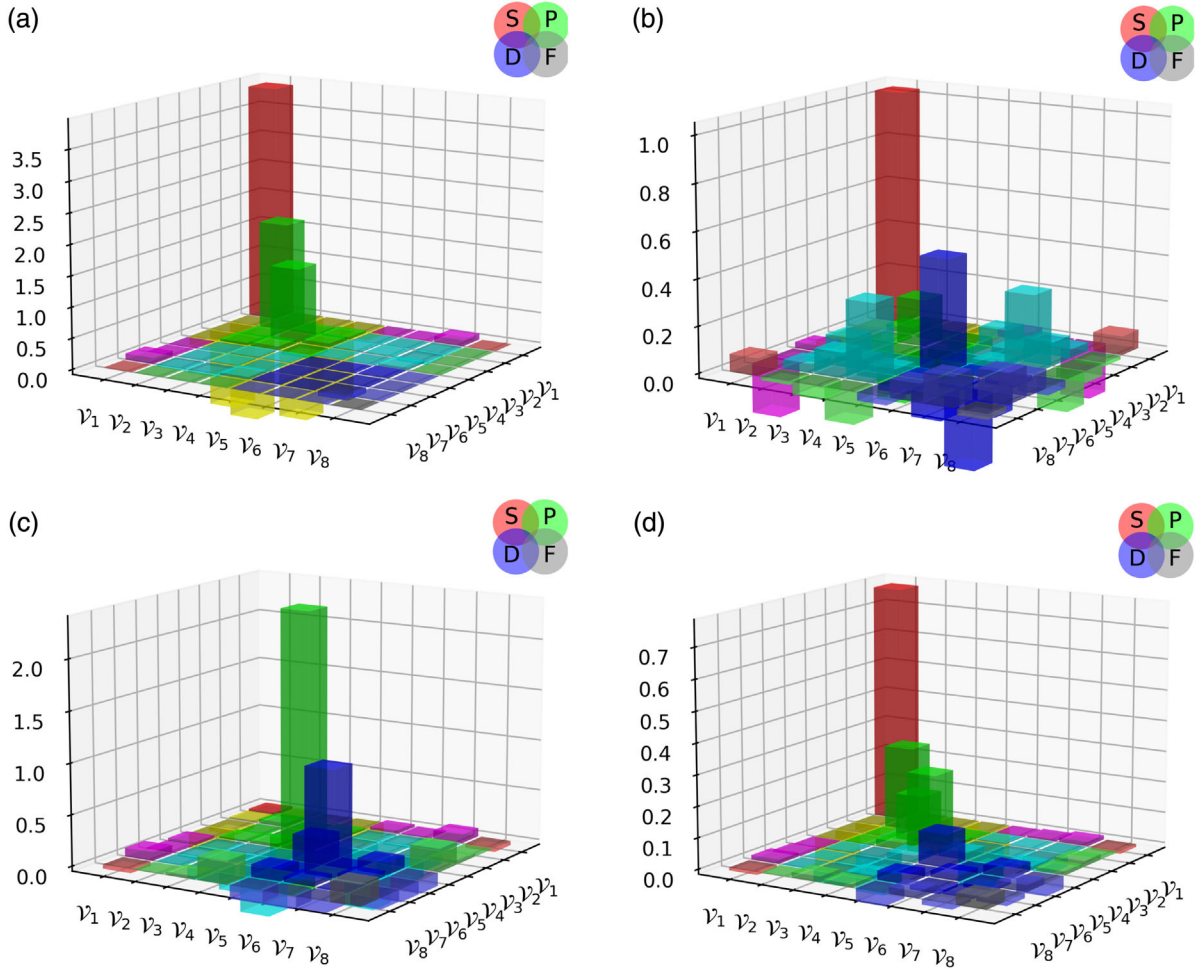 (a)
S P
D F
3.5
3.0
2.5
2.0
1.5
1.0
0.5
0.0
𝒱1 𝒱2 𝒱3 𝒱4 𝒱5 𝒱6 𝒱7 𝒱8
𝒱8 𝒱7 𝒱6 𝒱5 𝒱4 𝒱3 𝒱2 𝒱1
(b)
S P
D F
1.0
0.8
0.6
0.4
0.2
0.0
𝒱1 𝒱2 𝒱3 𝒱4 𝒱5 𝒱6 𝒱7 𝒱8
𝒱8 𝒱7 𝒱6 𝒱5 𝒱4 𝒱3 𝒱2 𝒱1
(c)
S P
D F
2.0
1.5
1.0
0.5
0.0
𝒱1 𝒱2 𝒱3 𝒱4 𝒱5 𝒱6 𝒱7 𝒱8
𝒱8 𝒱7 𝒱6 𝒱5 𝒱4 𝒱3 𝒱2 𝒱1
(d)
S P
D F
0.7
0.6
0.5
0.4
0.3
0.2
0.1
0.0
𝒱1 𝒱2 𝒱3 𝒱4 𝒱5 𝒱6 𝒱7 𝒱8
𝒱8 𝒱7 𝒱6 𝒱5 𝒱4 𝒱3 𝒱2 𝒱1